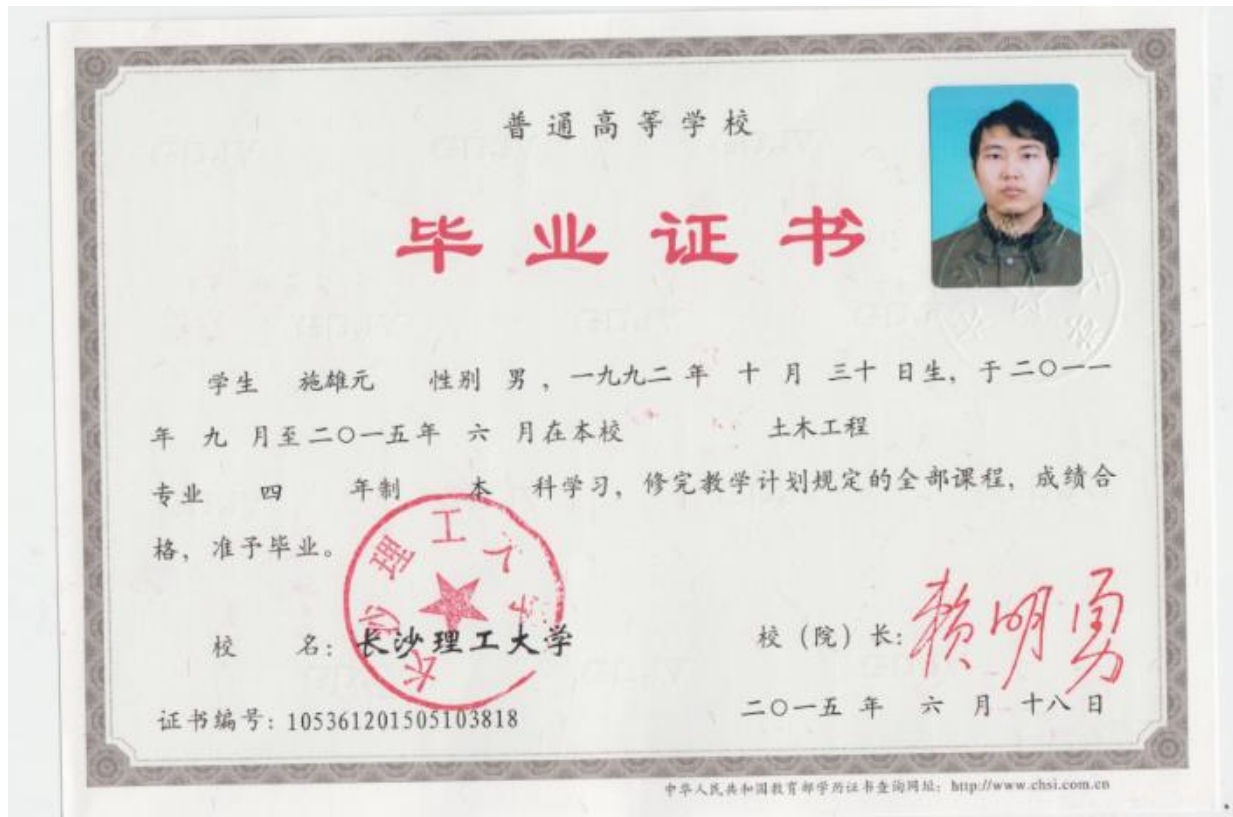 普通高等学校
毕业证书
学生 施雄元 性别 男，一九九二 年 十 月 三十 日生，于二〇一一
年 九 月至二〇一五年 六 月在本校 土木工程
专业 四 年制 本 科学习，修完教学计划规定的全部课程，成绩合
格，准予毕业。
长沙理工大学
校 名：长沙理工大学
校（院）长：赖明勇
证书编号：105361201505103818
二〇一五 年 六 月 十八 日
中华人民共和国教育部学历证书查询网址：http://www.chsi.com.cn